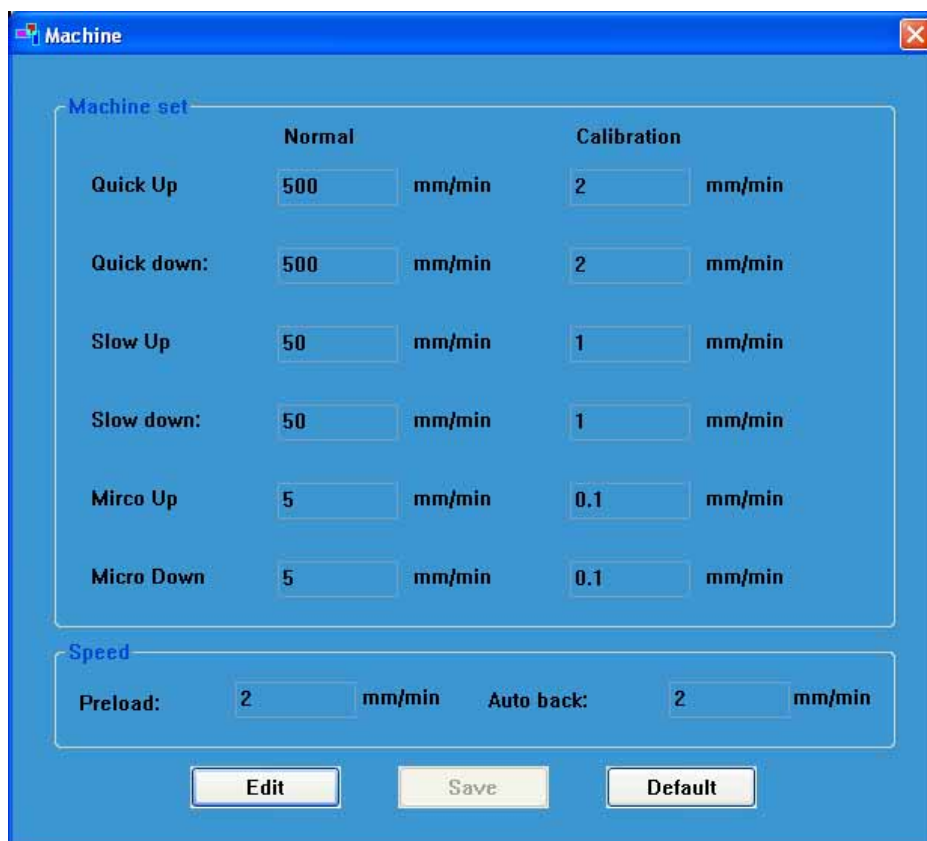 Machine
Machine set
Normal Calibration
Quick Up 500 mm/min 2 mm/min
Quick down: 500 mm/min 2 mm/min
Slow Up 50 mm/min 1 mm/min
Slow down: 50 mm/min 1 mm/min
Mirco Up 5 mm/min 0.1 mm/min
Micro Down 5 mm/min 0.1 mm/min
Speed
Preload: 2 mm/min Auto back: 2 mm/min
Edit Save Default